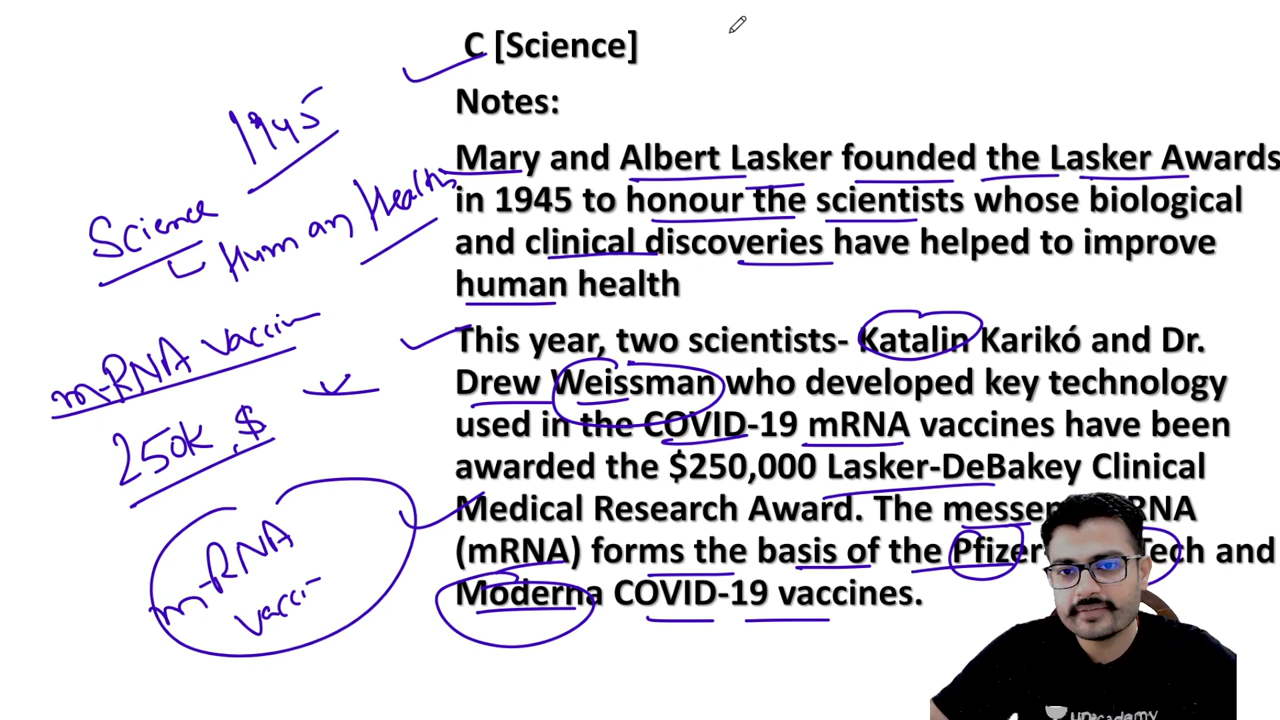 C [Science]
Notes:
Mary and Albert Lasker founded the Lasker Awards
in 1945 to honour the scientists whose biological
and clinical discoveries have helped to improve
human health
This year, two scientists- Katalin Karikó and Dr.
Drew Weissman who developed key technology
used in the COVID-19 mRNA vaccines have been
awarded the $250,000 Lasker-DeBakey Clinical
Medical Research Award. The messen RNA
(mRNA) forms the basis of the Pfizer Tech and
Moderna COVID-19 vaccines.
1945
Science
Human Health
m-RNA vaccin
250K $
m-RNA
vacci
unacademy